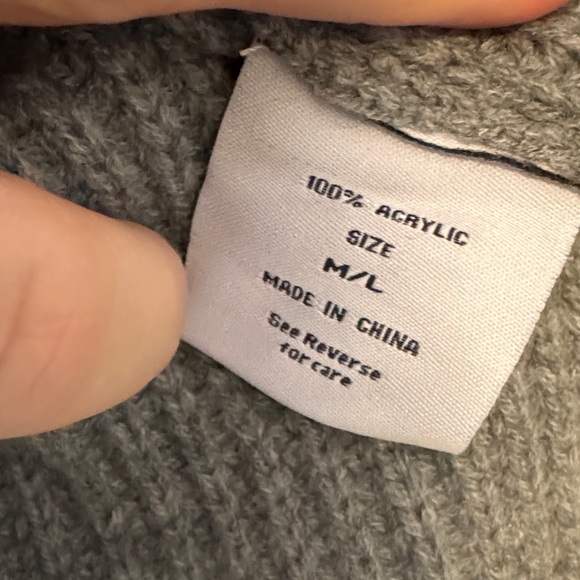 100% ACRYLIC
SIZE
M/L
MADE IN CHINA
See Reverse
for care